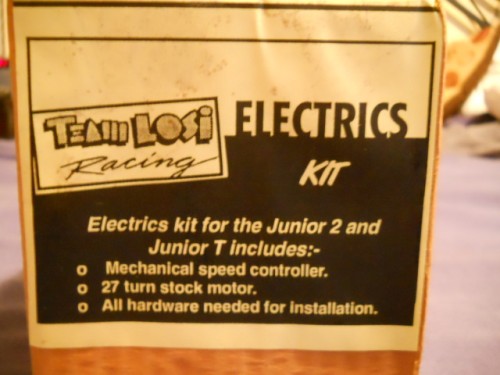 TEAM LOSI
Racing
ELECTRICS
KIT
Electrics kit for the Junior 2 and
Junior T includes:-
o Mechanical speed controller.
o 27 turn stock motor.
o All hardware needed for installation.